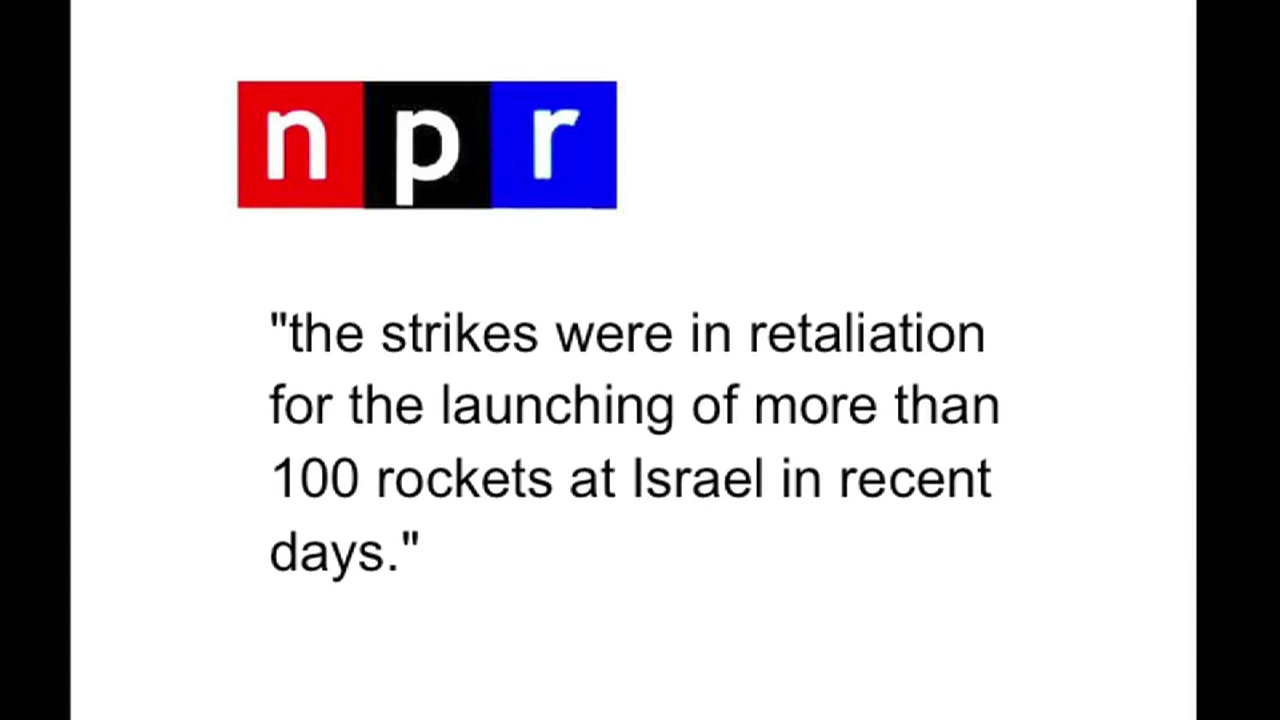 npr
"the strikes were in retaliation
for the launching of more than
100 rockets at Israel in recent
days."